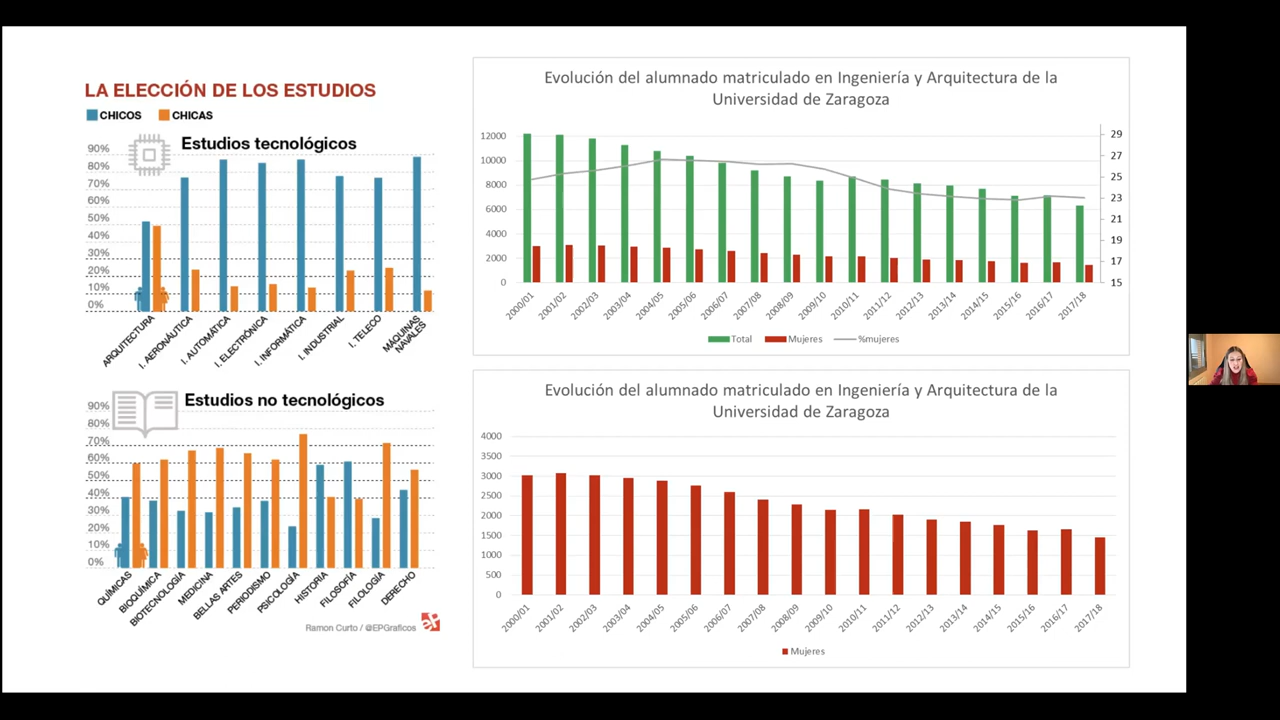 LA ELECCIÓN DE LOS ESTUDIOS
CHICOS CHICAS
Estudios tecnológicos
90%
80%
70%
60%
50%
40%
30%
20%
10%
0%
ARQUITECTURA
I. AERONÁUTICA
I. AUTOMÁTICA
I. ELECTRÓNICA
I. INFORMÁTICA
I. INDUSTRIAL
I. TELECO
MÁQUINAS
NAVALES
Estudios no tecnológicos
90%
80%
70%
60%
50%
40%
30%
20%
10%
0%
QUÍMICAS
BIOQUÍMICA
BIOTECNOLOGÍA
MEDICINA
BELLAS ARTES
PERIODISMO
PSICOLOGÍA
HISTORIA
FILOSOFÍA
FILOLOGÍA
DERECHO
Ramon Curto / @EPGraficos
eP
Evolución del alumnado matriculado en Ingeniería y Arquitectura de la
Universidad de Zaragoza
12000
10000
8000
6000
4000
2000
0
29
27
25
23
21
19
17
15
2000/01
2001/02
2002/03
2003/04
2004/05
2005/06
2006/07
2007/08
2008/09
2009/10
2010/11
2011/12
2012/13
2013/14
2014/15
2015/16
2016/17
2017/18
Total Mujeres %mujeres
Evolución del alumnado matriculado en Ingeniería y Arquitectura de la
Universidad de Zaragoza
4000
3500
3000
2500
2000
1500
1000
500
0
2000/01
2001/02
2002/03
2003/04
2004/05
2005/06
2006/07
2007/08
2008/09
2009/10
2010/11
2011/12
2012/13
2013/14
2014/15
2015/16
2016/17
2017/18
Mujeres